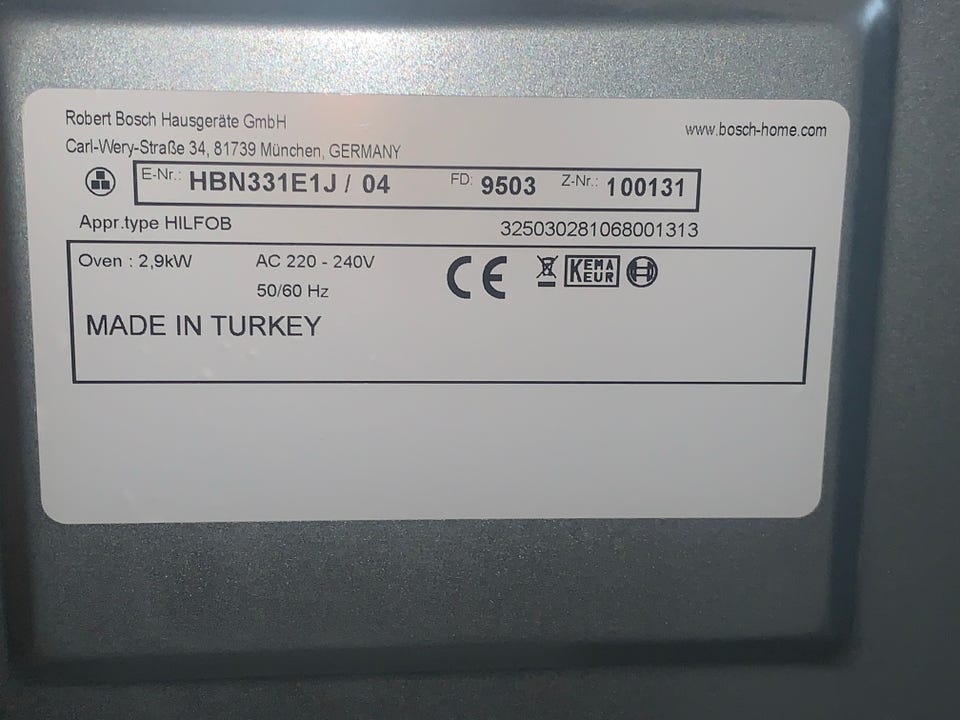 Robert Bosch Hausgeräte GmbH
www.bosch-home.com
Carl-Wery-Straße 34, 81739 München, GERMANY
E-Nr.: HBN331E1J / 04 FD: 9503 Z-Nr.: 100131
Appr.type HILFOB 325030281068001313
Oven : 2,9kW AC 220 - 240V CE KEMA
EUR
50/60 Hz
MADE IN TURKEY